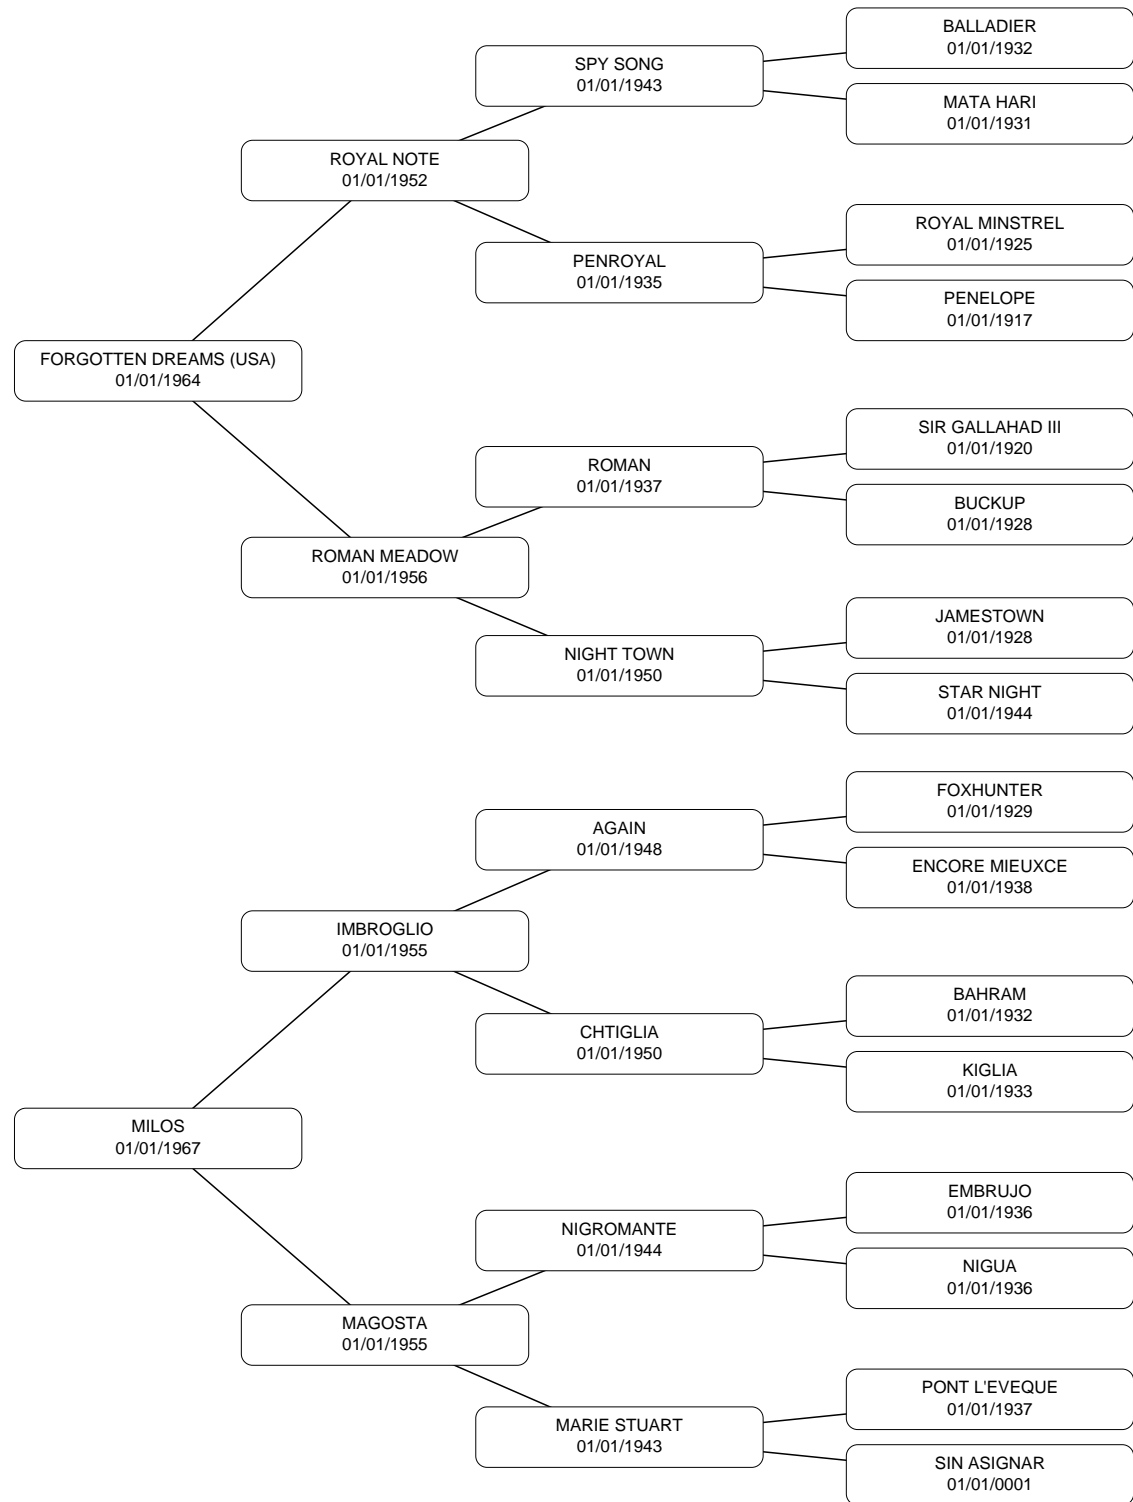 BALLADIER
01/01/1932
SPY SONG
01/01/1943
MATA HARI
01/01/1931
ROYAL NOTE
01/01/1952
ROYAL MINSTREL
01/01/1925
PENROYAL
01/01/1935
PENELOPE
01/01/1917
FORGOTTEN DREAMS (USA)
01/01/1964
SIR GALLAHAD III
01/01/1920
ROMAN
01/01/1937
BUCKUP
01/01/1928
ROMAN MEADOW
01/01/1956
JAMESTOWN
01/01/1928
NIGHT TOWN
01/01/1950
STAR NIGHT
01/01/1944
FOXHUNTER
01/01/1929
AGAIN
01/01/1948
ENCORE MIEUXCE
01/01/1938
IMBROGLIO
01/01/1955
BAHRAM
01/01/1932
CHTIGLIA
01/01/1950
KIGLIA
01/01/1933
MILOS
01/01/1967
EMBRUJO
01/01/1936
NIGROMANTE
01/01/1944
NIGUA
01/01/1936
MAGOSTA
01/01/1955
PONT L'EVEQUE
01/01/1937
MARIE STUART
01/01/1943
SIN ASIGNAR
01/01/0001